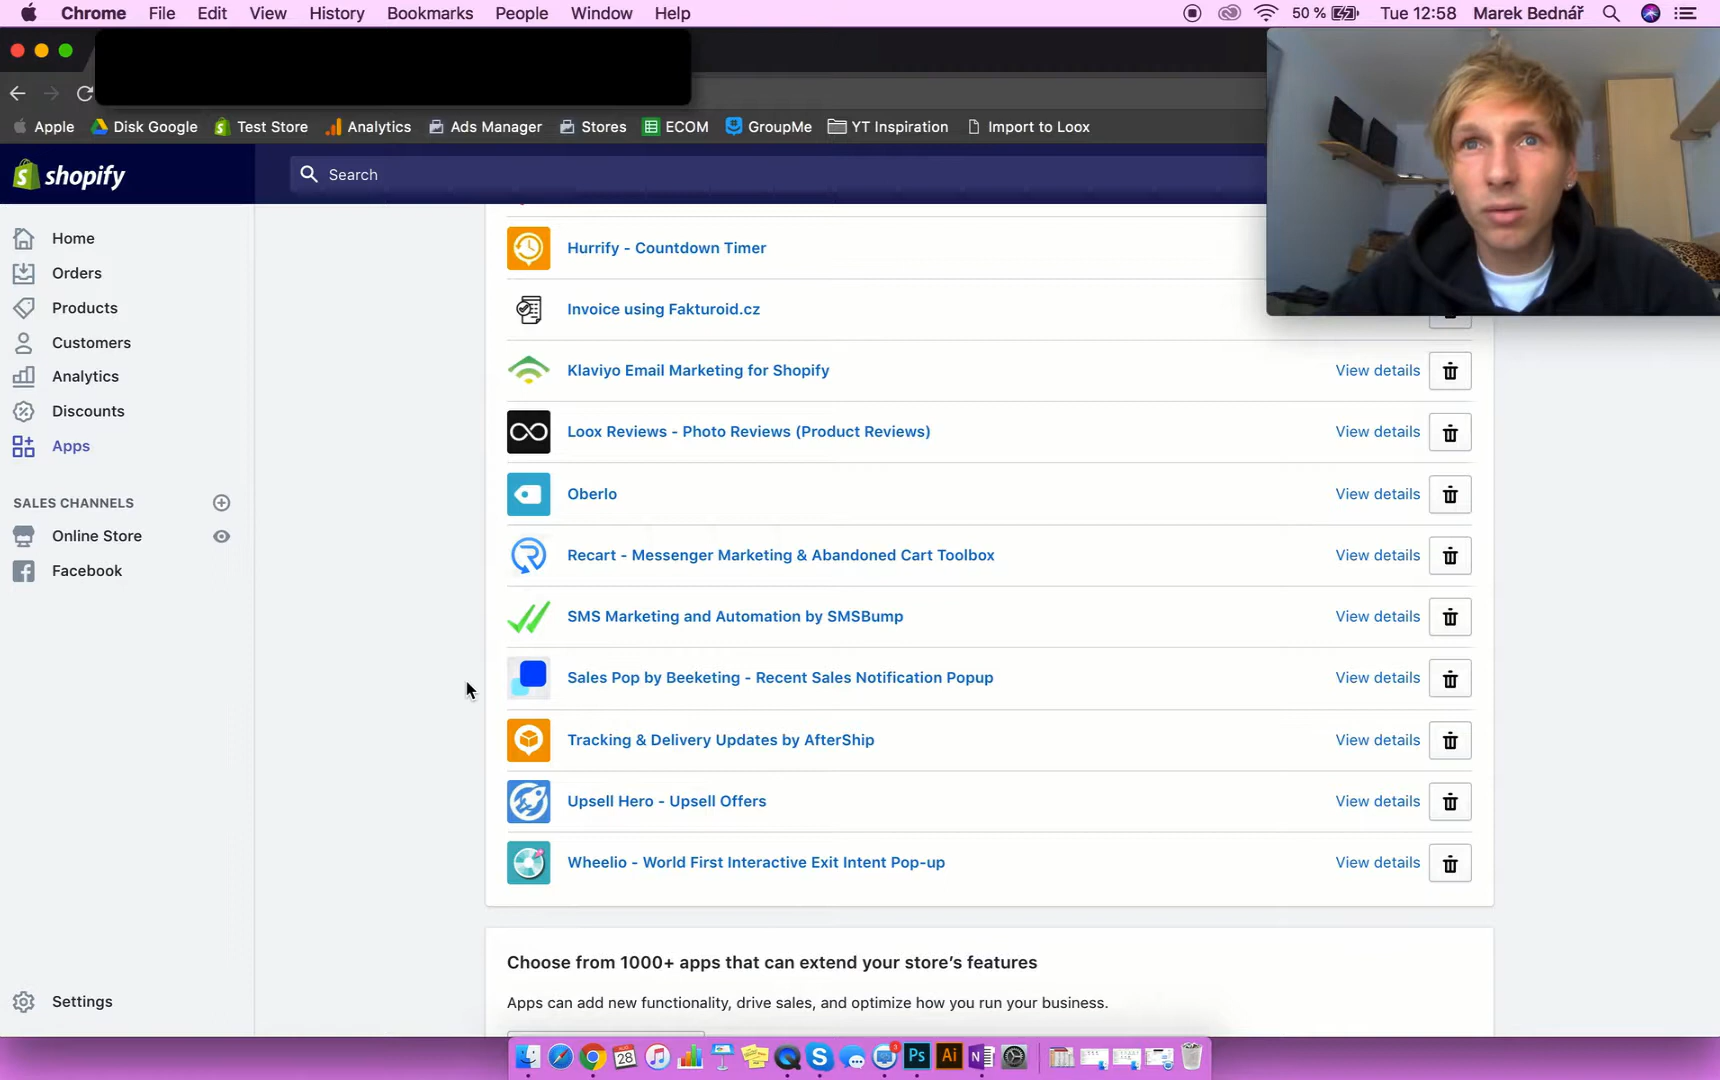 Chrome File Edit View History Bookmarks People Window Help 50 % Tue 12:58 Marek Bednář
Apple Disk Google Test Store Analytics Ads Manager Stores ECOM GroupMe YT Inspiration Import to Loox
shopify Search
Home
Orders
Products
Customers
Analytics
Discounts
Apps
SALES CHANNELS
Online Store
Facebook
Settings
Hurrify - Countdown Timer
Invoice using Fakturoid.cz
Klaviyo Email Marketing for Shopify View details
Loox Reviews - Photo Reviews (Product Reviews) View details
Oberlo View details
Recart - Messenger Marketing & Abandoned Cart Toolbox View details
SMS Marketing and Automation by SMSBump View details
Sales Pop by Beeketing - Recent Sales Notification Popup View details
Tracking & Delivery Updates by AfterShip View details
Upsell Hero - Upsell Offers View details
Wheelio - World First Interactive Exit Intent Pop-up View details
Choose from 1000+ apps that can extend your store's features
Apps can add new functionality, drive sales, and optimize how you run your business.
28 Ps Ai N